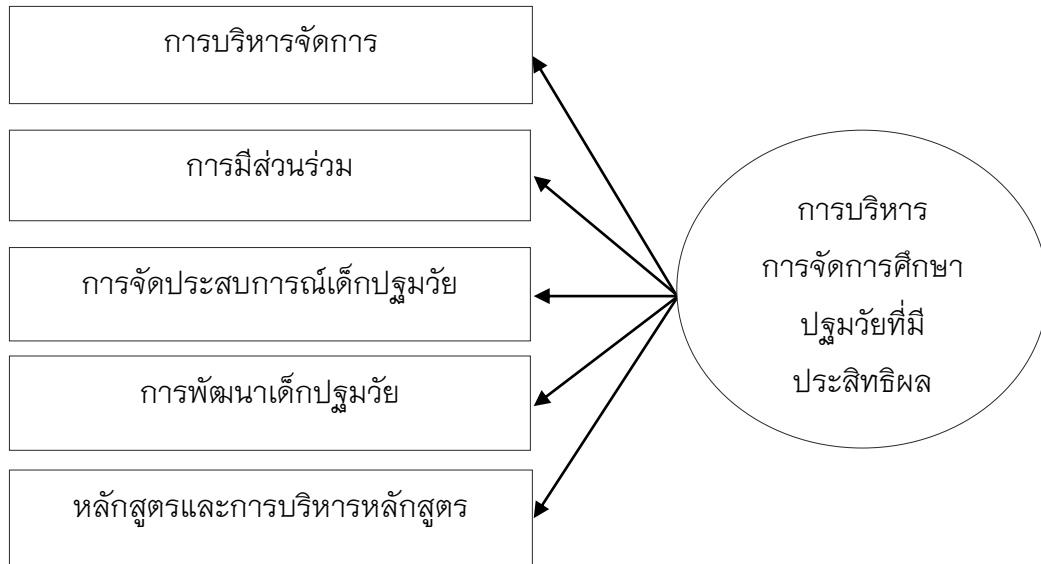 การบริหารจัดการ
การมีส่วนร่วม
การจัดประสบการณ์เด็กปฐมวัย
การพัฒนาเด็กปฐมวัย
หลักสูตรและการบริหารหลักสูตร
การบริหาร
การจัดการศึกษา
ปฐมวัยที่มี
ประสิทธิผล